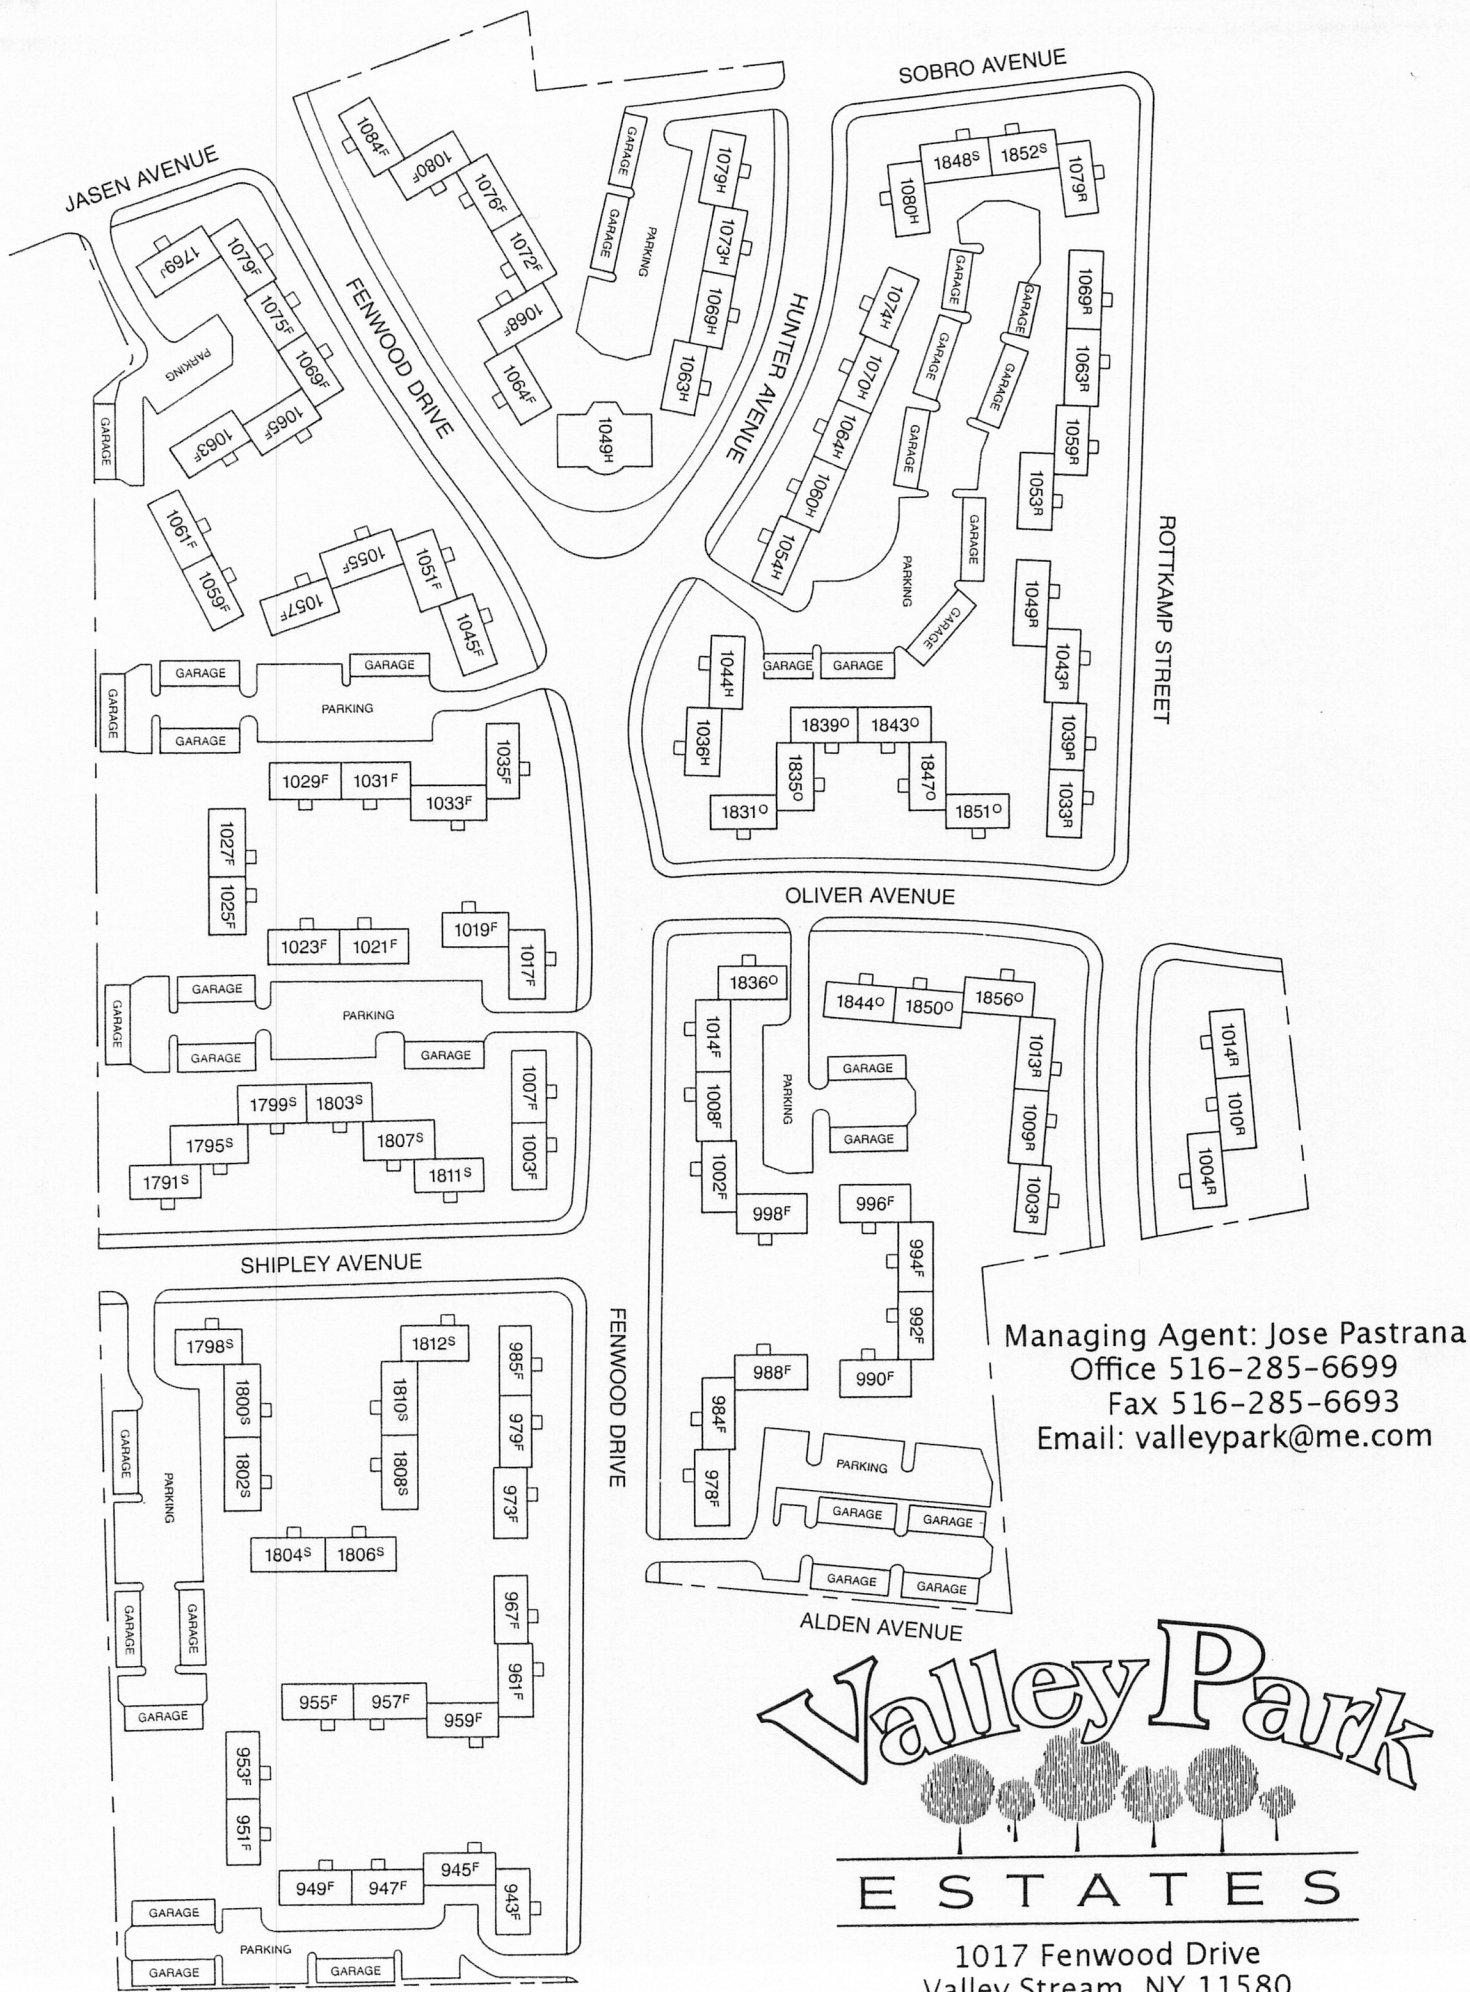 SOBRO AVENUE
JASEN AVENUE
1084F
1080F
1076F
1072F
1068F
1064F
GARAGE
GARAGE
PARKING
1079H
1073H
1069H
1063H
1049H
1848S
1852S
1079R
1080H
1769J
1079F
1075F
1069F
1065F
1063F
PARKING
GARAGE
FENWOOD DRIVE
HUNTER AVENUE
1074H
1070H
1064H
1060H
1054H
GARAGE
GARAGE
GARAGE
GARAGE
GARAGE
GARAGE
GARAGE
PARKING
GARAGE
GARAGE
1069R
1063R
1059R
1053R
1049R
1043R
1039R
1033R
ROTTKAMP STREET
1061F
1059F
1057F
1055F
1051F
1045F
GARAGE
GARAGE
GARAGE
GARAGE
PARKING
1044H
1036H
1839O
1843O
1835O
1847O
1831O
1851O
1035F
1029F
1031F
1033F
1027F
1025F
1023F
1021F
1019F
1017F
OLIVER AVENUE
GARAGE
GARAGE
GARAGE
PARKING
GARAGE
1836O
1844O
1850O
1856O
1014F
1008F
1002F
998F
PARKING
GARAGE
GARAGE
1013R
1009R
1003R
1014R
1010R
1004R
1007F
1003F
1799S
1803S
1795S
1807S
1791S
1811S
996F
994F
992F
990F
SHIPLEY AVENUE
FENWOOD DRIVE
1798S
1800S
1802S
1812S
1810S
1808S
1804S
1806S
985F
979F
973F
967F
961F
988F
984F
978F
PARKING
GARAGE
GARAGE
GARAGE
GARAGE
ALDEN AVENUE
GARAGE
PARKING
GARAGE
GARAGE
GARAGE
955F
957F
959F
953F
951F
949F
947F
945F
943F
GARAGE
PARKING
GARAGE
GARAGE
Managing Agent: Jose Pastrana
Office 516-285-6699
Fax 516-285-6693
Email: valleypark@me.com
Valley Park
ESTATES
1017 Fenwood Drive
Valley Stream, NY 11580